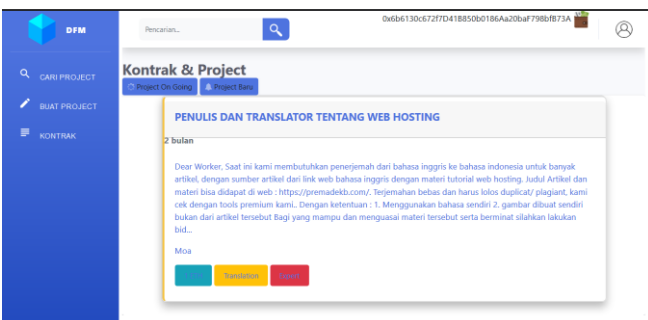 DFM
Pencarian...
0x6b6130c672f7D418850b0186Aa20baF798bfB73A
CARI PROJECT
BUAT PROJECT
KONTRAK
Kontrak & Project
Project On Going
Project Baru
PENULIS DAN TRANSLATOR TENTANG WEB HOSTING
2 bulan
Dear Worker, Saat ini kami membutuhkan penerjemah dari bahasa inggris ke bahasa indonesia untuk banyak
artikel, dengan sumber artikel dari link web bahasa inggris dengan materi tutorial web hosting. Judul Artikel dan
materi bisa didapat di web : https://premadekb.com/. Terjemahan bebas dan harus lolos duplicat/ plagiant, kami
cek dengan tools premium kami.. Dengan ketentuan : 1. Menggunakan bahasa sendiri 2. gambar dibuat sendiri
bukan dari artikel tersebut Bagi yang mampu dan menguasai materi tersebut serta berminat silahkan lakukan
bid...
Moa
Translation